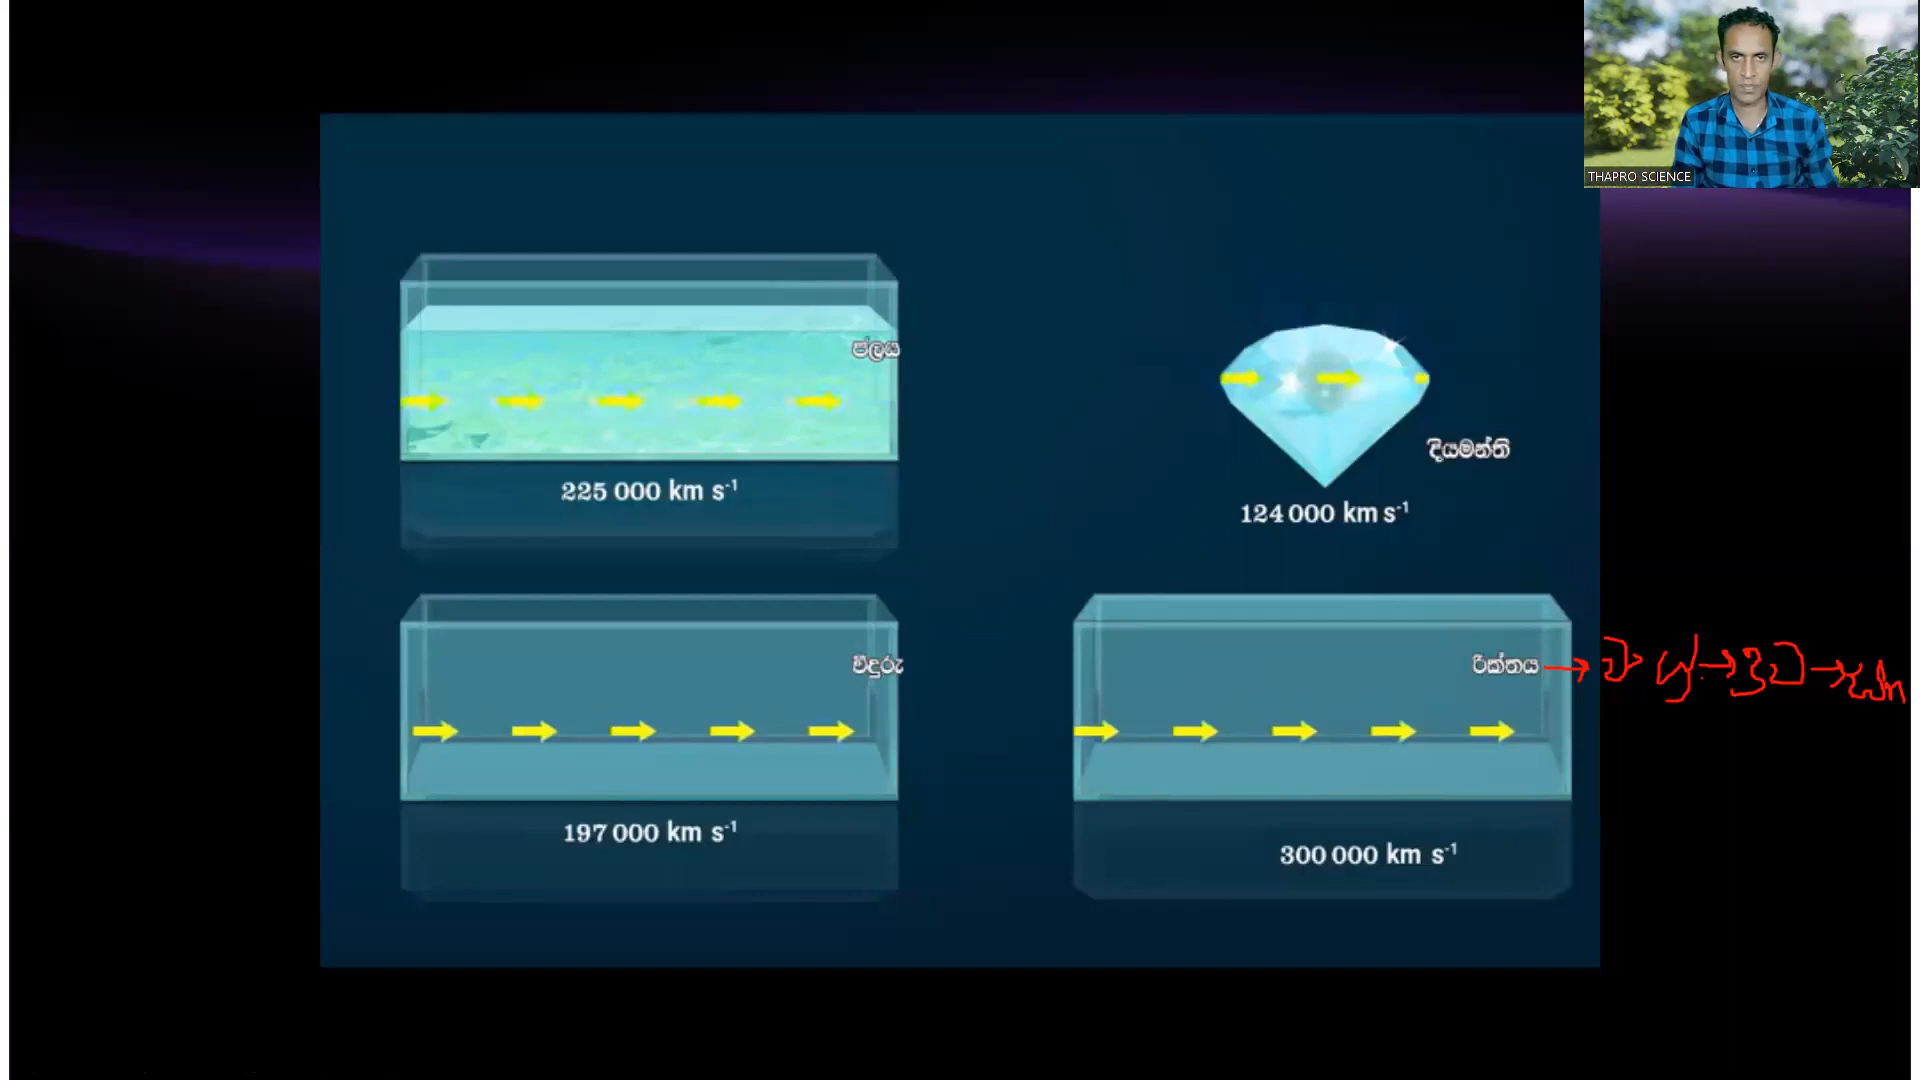 THAPRO SCIENCE
ජලය
225 000 km s⁻¹
දියමන්ති
124 000 km s⁻¹
වීදුරු
197 000 km s⁻¹
රික්තය → වායු → ද්‍රව →
300 000 km s⁻¹